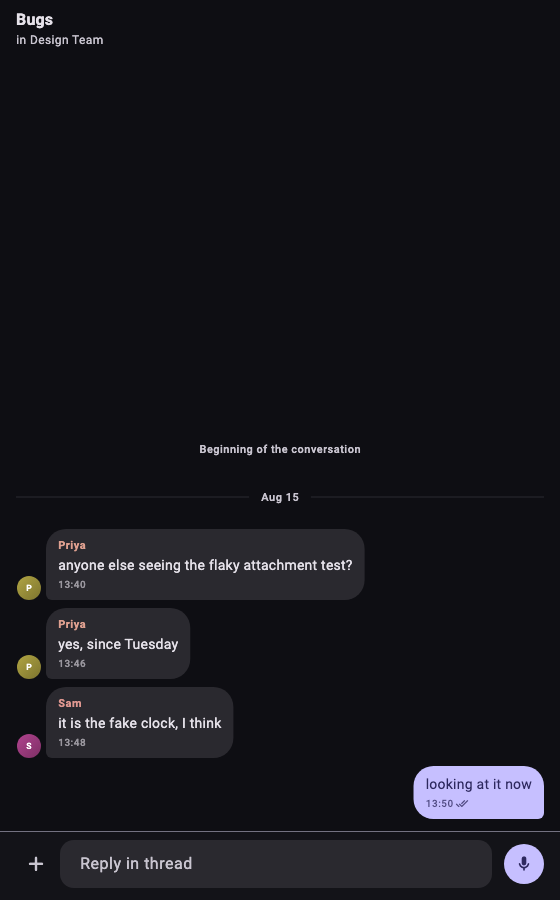 Bugs
in Design Team
Beginning of the conversation
Aug 15
Priya
anyone else seeing the flaky attachment test?
13:40
P
Priya
yes, since Tuesday
13:46
P
Sam
it is the fake clock, I think
13:48
S
looking at it now
13:50
Reply in thread